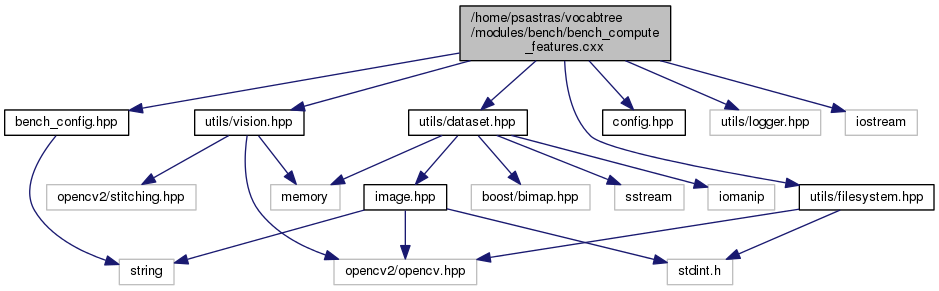 /home/psastras/vocabtree
/modules/bench/bench_compute
_features.cxx
bench_config.hpp
utils/vision.hpp
utils/dataset.hpp
config.hpp
utils/logger.hpp
iostream
opencv2/stitching.hpp
memory
image.hpp
boost/bimap.hpp
sstream
iomanip
utils/filesystem.hpp
string
opencv2/opencv.hpp
stdint.h